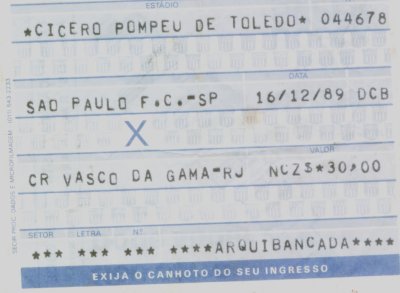 ESTÁDIO
*CICERO POMPEU DE TOLEDO* 044678
DATA
SAO PAULO F.C.-SP 16/12/89 DCB
X
VALOR
CR VASCO DA GAMA-RJ NCZ$*30,00
SETOR LETRA N.º
*** *** *** ****ARQUIBANCADA****
EXIJA O CANHOTO DO SEU INGRESSO